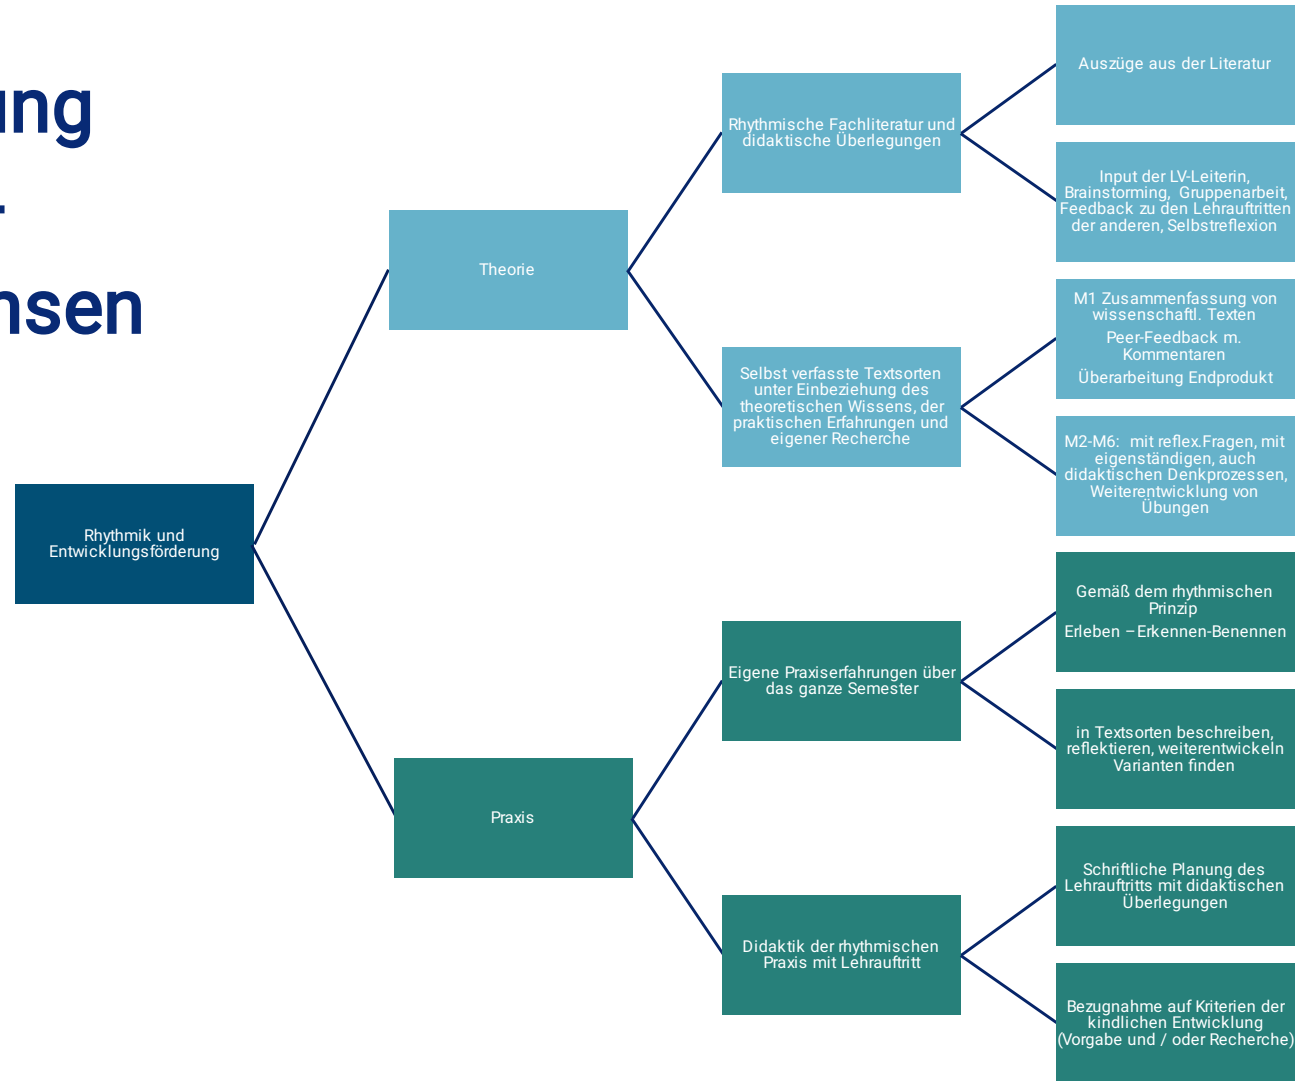 ung
-
nsen
Rhythmik und
Entwicklungsförderung
Theorie
Rhythmische Fachliteratur und
didaktische Überlegungen
Auszüge aus der Literatur
Input der LV-Leiterin,
Brainstorming, Gruppenarbeit,
Feedback zu den Lehrauftritten
der anderen, Selbstreflexion
Selbst verfasste Textsorten
unter Einbeziehung des
theoretischen Wissens, der
praktischen Erfahrungen und
eigener Recherche
M1 Zusammenfassung von
wissenschaftl. Texten
Peer-Feedback m.
Kommentaren
Überarbeitung Endprodukt
M2-M6: mit reflex.Fragen, mit
eigenständigen, auch
didaktischen Denkprozessen,
Weiterentwicklung von
Übungen
Praxis
Eigene Praxiserfahrungen über
das ganze Semester
Gemäß dem rhythmischen
Prinzip
Erleben –Erkennen-Benennen
in Textsorten beschreiben,
reflektieren, weiterentwickeln
Varianten finden
Didaktik der rhythmischen
Praxis mit Lehrauftritt
Schriftliche Planung des
Lehrauftritts mit didaktischen
Überlegungen
Bezugnahme auf Kriterien der
kindlichen Entwicklung
(Vorgabe und / oder Recherche)